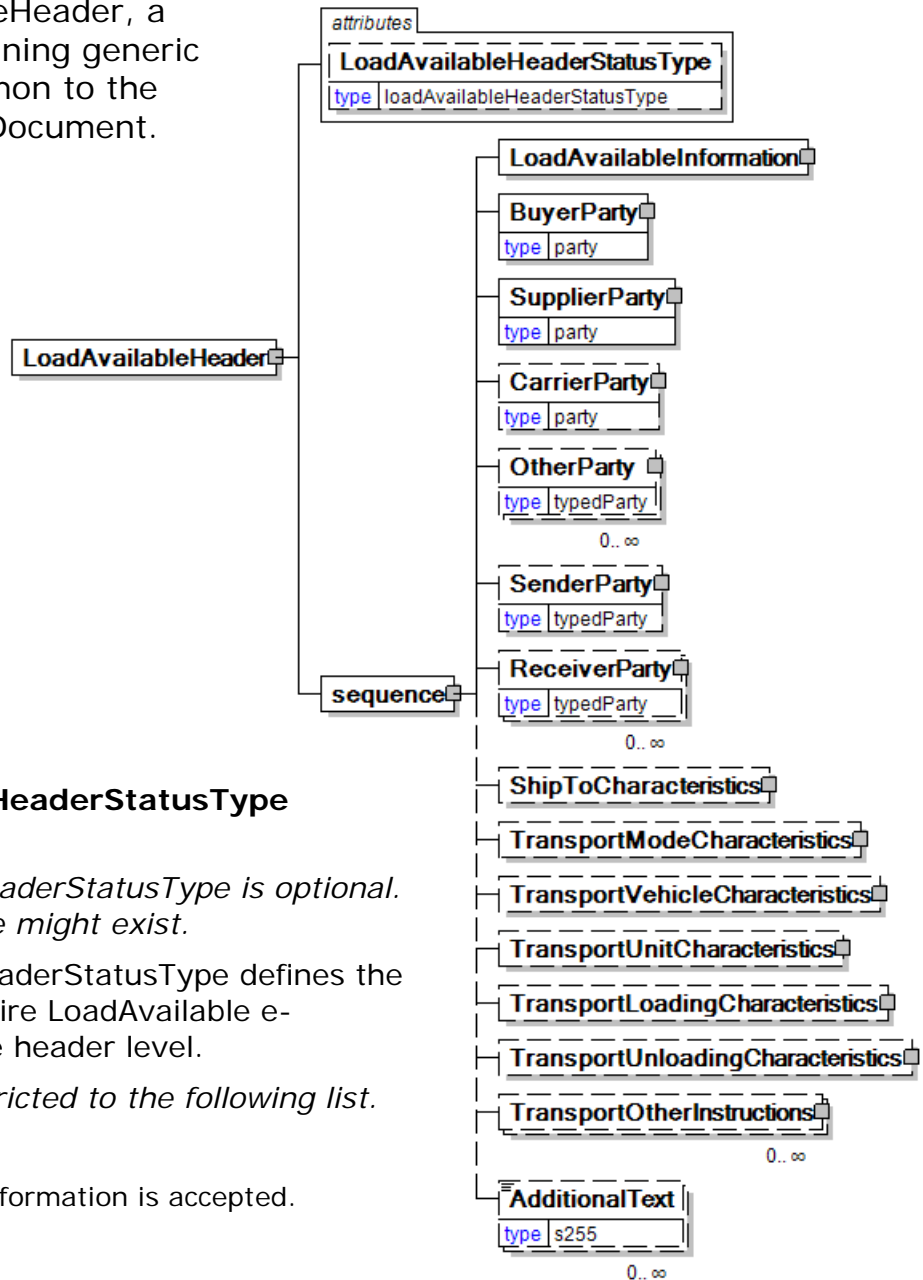 eHeader, a
ning generic
non to the
Document.
attributes
LoadAvailableHeaderStatusType
type loadAvailableHeaderStatusType
LoadAvailableHeader
sequence
LoadAvailableInformation
BuyerParty
type party
SupplierParty
type party
CarrierParty
type party
OtherParty
type typedParty
0.. ∞
SenderParty
type typedParty
ReceiverParty
type typedParty
0.. ∞
ShipToCharacteristics
TransportModeCharacteristics
TransportVehicleCharacteristics
TransportUnitCharacteristics
TransportLoadingCharacteristics
TransportUnloadingCharacteristics
TransportOtherInstructions
0.. ∞
AdditionalText
type s255
0.. ∞
HeaderStatusType
eaderStatusType is optional.
e might exist.
eaderStatusType defines the
ire LoadAvailable e-
e header level.
ricted to the following list.
formation is accepted.